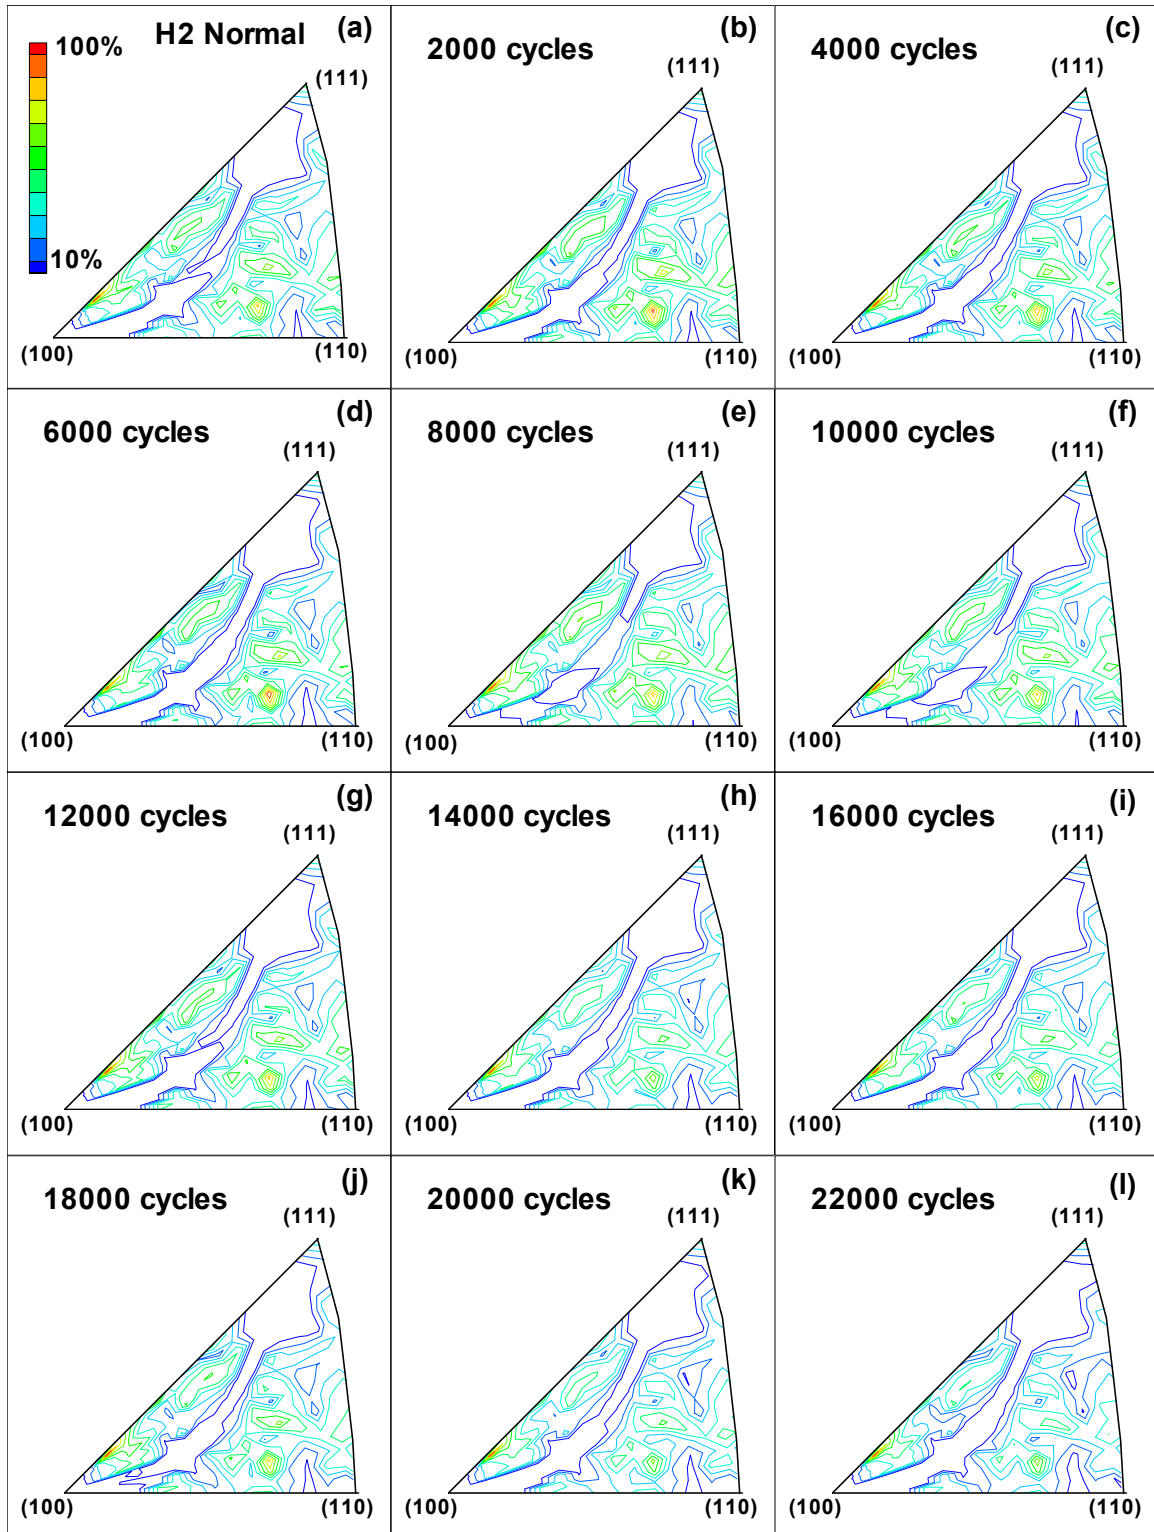 H2 Normal (a)
100%
10%
(111)
(100) (110)
2000 cycles (b)
(111)
(100) (110)
4000 cycles (c)
(111)
(100) (110)
6000 cycles (d)
(111)
(100) (110)
8000 cycles (e)
(111)
(100) (110)
10000 cycles (f)
(111)
(100) (110)
12000 cycles (g)
(111)
(100) (110)
14000 cycles (h)
(111)
(100) (110)
16000 cycles (i)
(111)
(100) (110)
18000 cycles (j)
(111)
(100) (110)
20000 cycles (k)
(111)
(100) (110)
22000 cycles (l)
(111)
(100) (110)